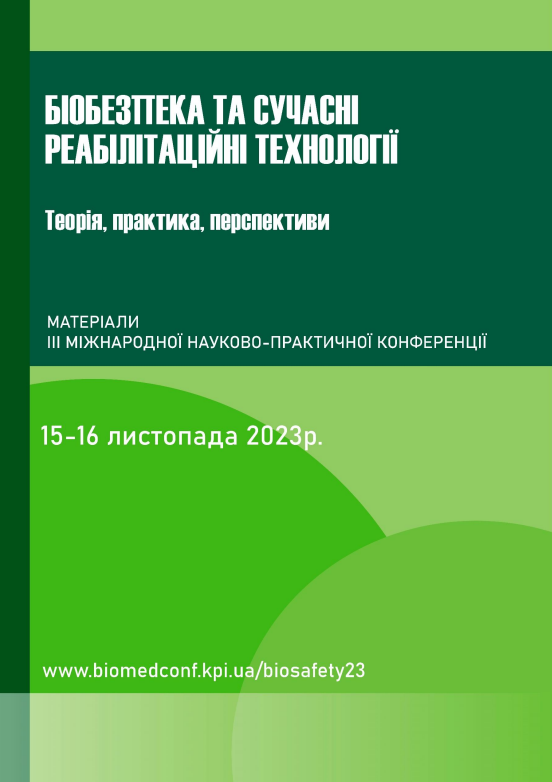 БІОБЕЗПЕКА ТА СУЧАСНІ
РЕАБІЛІТАЦІЙНІ ТЕХНОЛОГІЇ
Теорія, практика, перспективи
МАТЕРІАЛИ
ІІІ МІЖНАРОДНОЇ НАУКОВО-ПРАКТИЧНОЇ КОНФЕРЕНЦІЇ
15-16 листопада 2023р.
www.biomedconf.kpi.ua/biosafety23